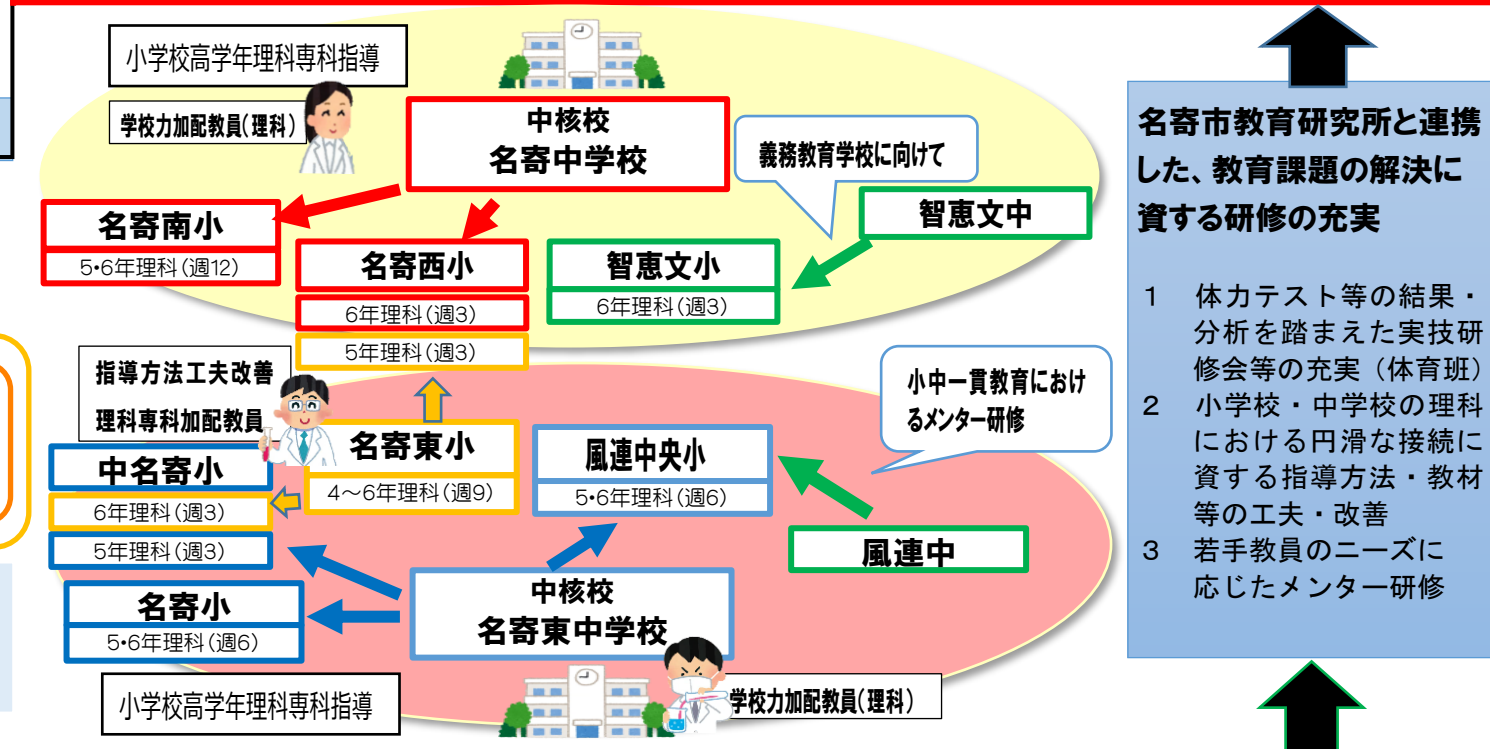 小学校高学年理科専科指導
学校力加配教員（理科）
中核校
名寄中学校
義務教育学校に向けて
智恵文中
名寄南小
5・6年理科（週12）
名寄西小
6年理科（週3）
5年理科（週3）
智恵文小
6年理科（週3）
指導方法工夫改善
理科専科加配教員
名寄東小
4～6年理科（週9）
風連中央小
5・6年理科（週6）
小中一貫教育におけ
るメンター研修
中名寄小
6年理科（週3）
5年理科（週3）
風連中
名寄小
5・6年理科（週6）
中核校
名寄東中学校
小学校高学年理科専科指導
学校力加配教員（理科）
名寄市教育研究所と連携
した、教育課題の解決に
資する研修の充実
1 体力テスト等の結果・
分析を踏まえた実技研
修会等の充実（体育班）
2 小学校・中学校の理科
における円滑な接続に
資する指導方法・教材
等の工夫・改善
3 若手教員のニーズに
応じたメンター研修